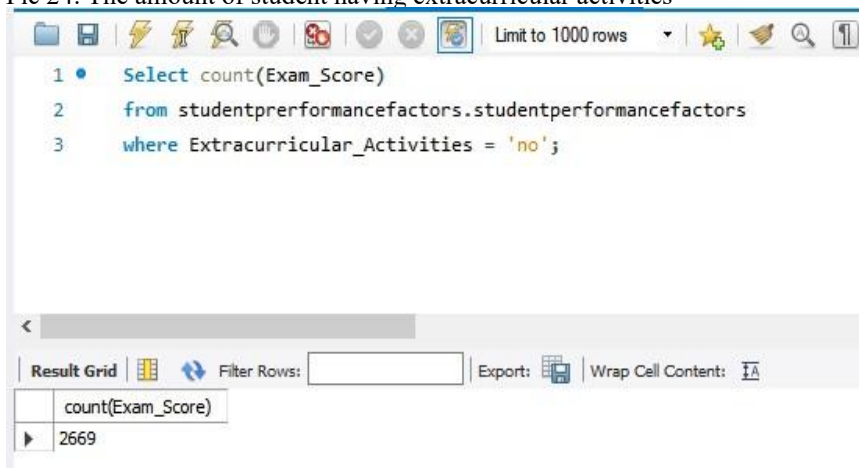 Pic 24. The amount of student having extracurricular activities
Limit to 1000 rows
1 Select count(Exam_Score)
2 from studentprerformancefactors.studentperformancefactors
3 where Extracurricular_Activities = 'no';
Result Grid Filter Rows: Export: Wrap Cell Content: IA
count(Exam_Score)
2669